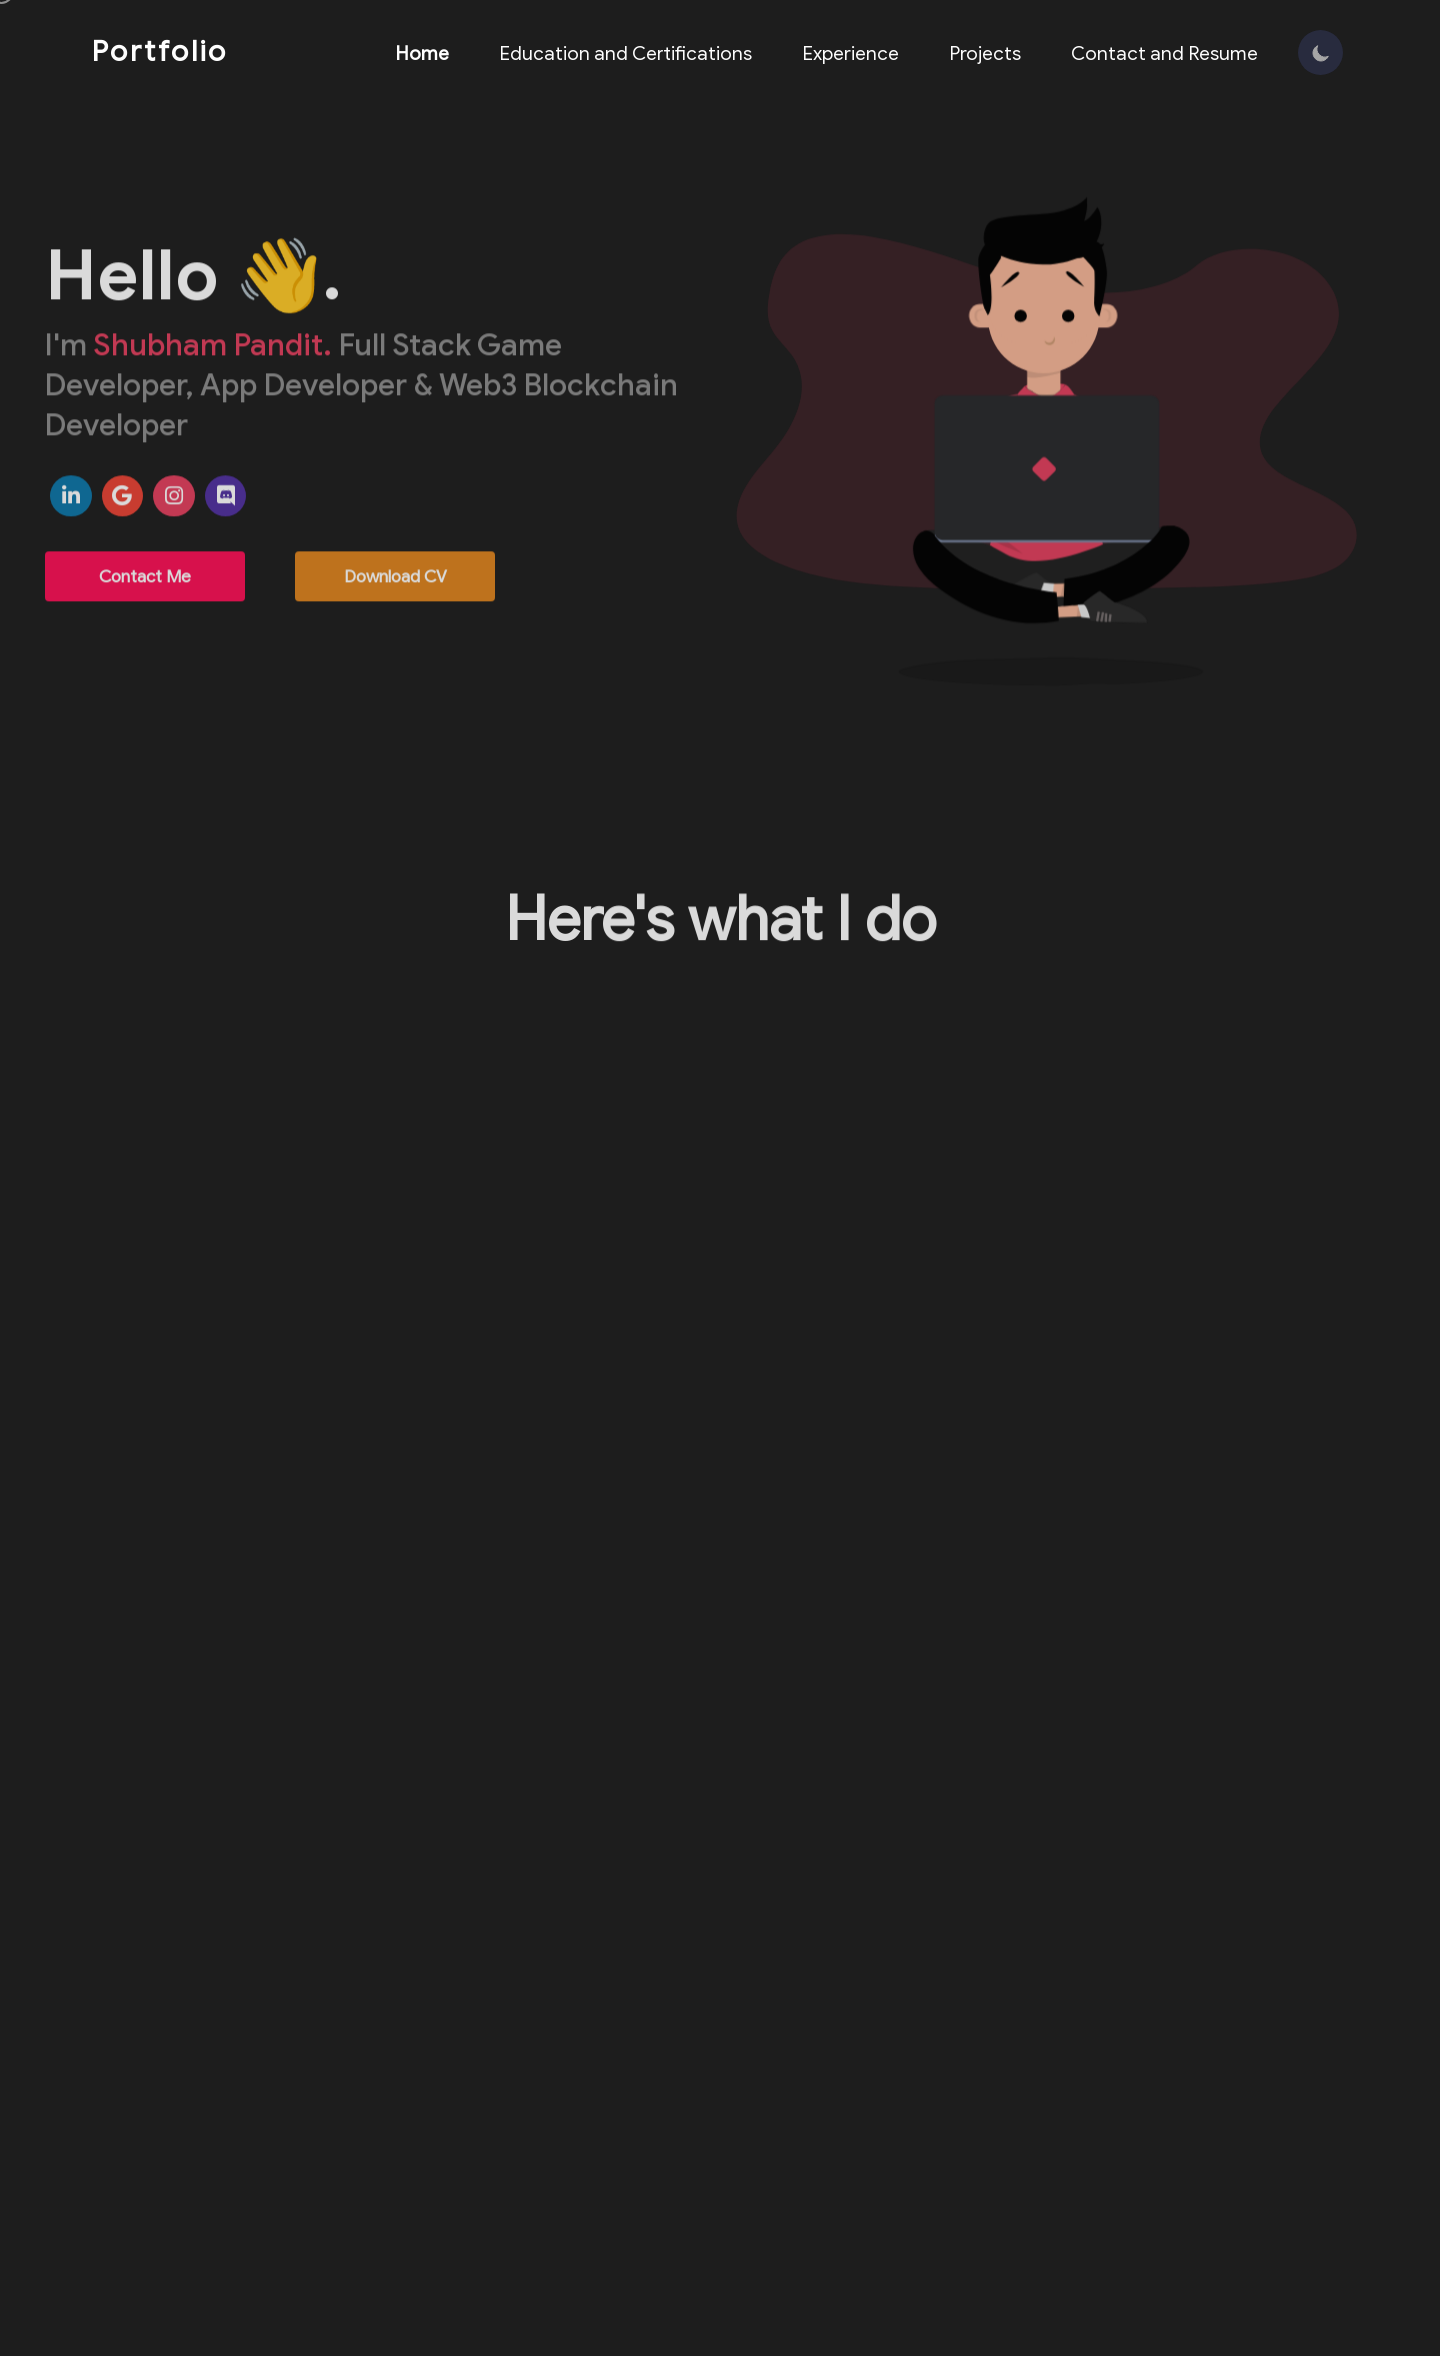 Portfolio
Home Education and Certifications Experience Projects Contact and Resume
Hello 👋.
I'm Shubham Pandit. Full Stack Game
Developer, App Developer & Web3 Blockchain
Developer
Contact Me Download CV
Here's what I do